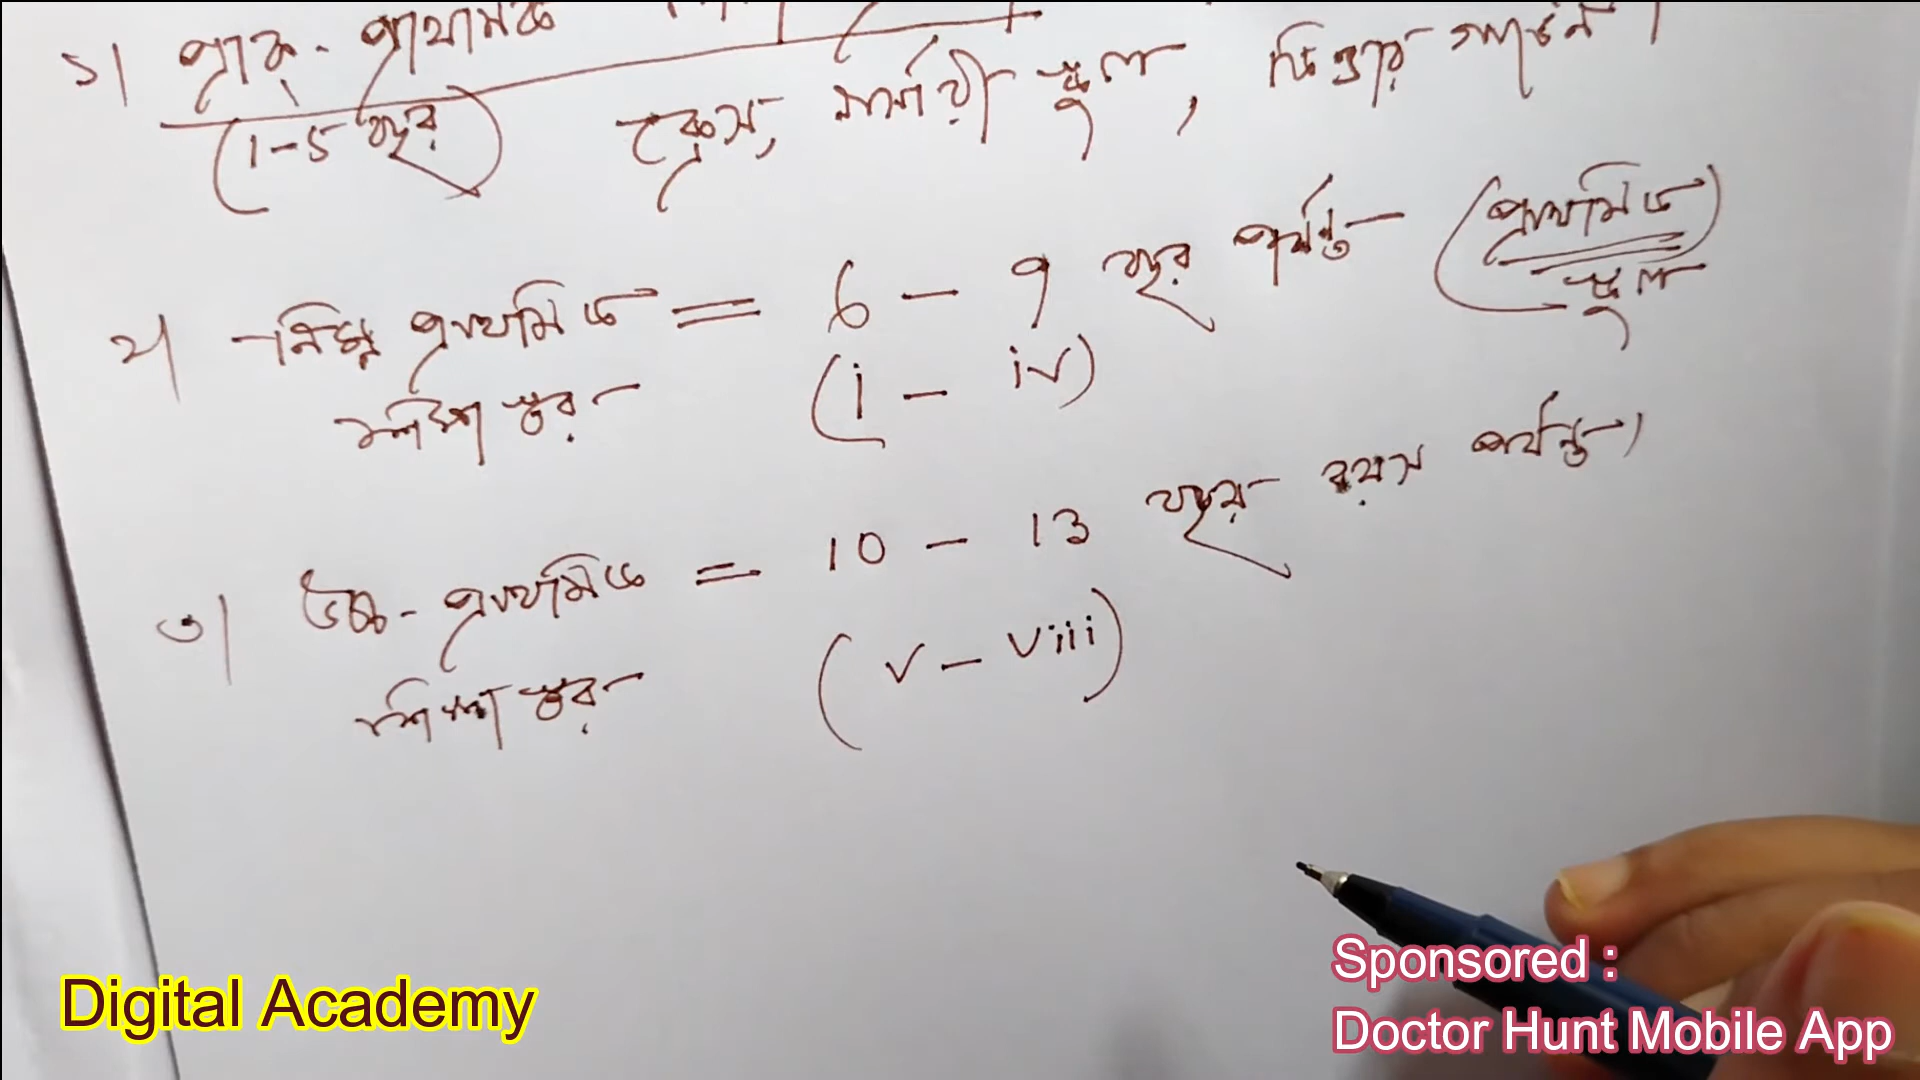 ১। প্রাক্-প্রাথমিক
(1-5 বছর) ক্রেস, নার্সারী স্কুল, কিন্ডার গার্ডেন।
২। নিম্ন প্রাথমিক = 6 - 9 বছর পর্যন্ত (প্রাথমিক স্কুল)
শিক্ষাস্তর (i - iv)
৩। উচ্চ-প্রাথমিক = 10 - 13 বছর বয়স পর্যন্ত।
শিক্ষাস্তর (v - viii)
Digital Academy
Sponsored :
Doctor Hunt Mobile App